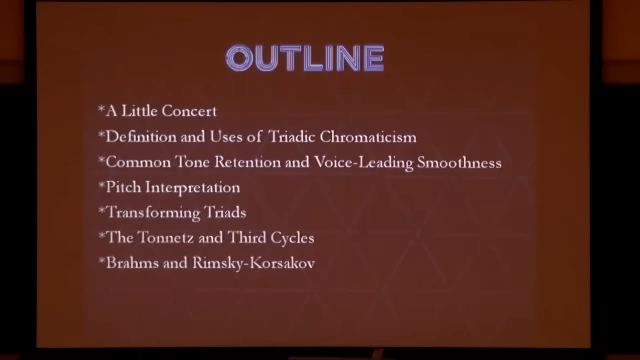 OUTLINE
*A Little Concert
*Definition and Uses of Triadic Chromaticism
*Common Tone Retention and Voice-Leading Smoothness
*Pitch Interpretation
*Transforming Triads
*The Tonnetz and Third Cycles
*Brahms and Rimsky-Korsakov